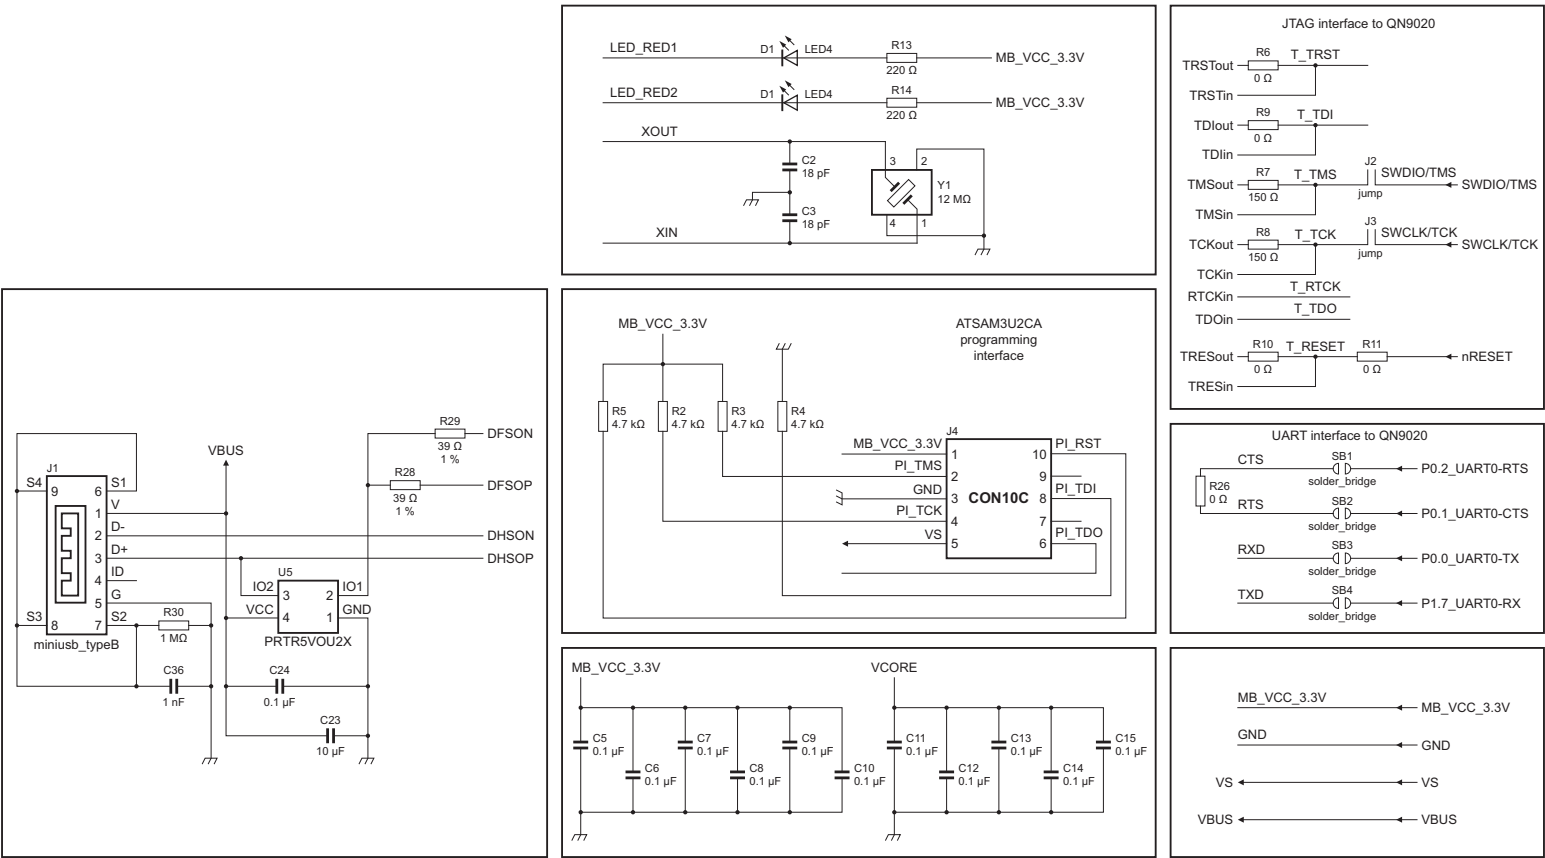 LED_RED1
D1
LED4
R13
220 Ω
MB_VCC_3.3V
LED_RED2
D1
LED4
R14
220 Ω
MB_VCC_3.3V
XOUT
C2
18 pF
C3
18 pF
XIN
3
2
4
1
Y1
12 MΩ
JTAG interface to QN9020
TRSTout
R6
0 Ω
T_TRST
TRSTin
TDIout
R9
0 Ω
T_TDI
TDIin
TMSout
R7
150 Ω
T_TMS
J2
jump
SWDIO/TMS
SWDIO/TMS
TMSin
TCKout
R8
150 Ω
T_TCK
J3
jump
SWCLK/TCK
SWCLK/TCK
TCKin
RTCKin
T_RTCK
TDOin
T_TDO
TRESout
R10
0 Ω
T_RESET
R11
0 Ω
nRESET
TRESin
J1
S4
9
6
S1
1
V
2
D-
3
D+
4
ID
5
G
S3
8
7
S2
miniusb_typeB
VBUS
R29
39 Ω
1 %
DFSON
R28
39 Ω
1 %
DFSOP
DHSON
DHSOP
U5
IO2
3
2
IO1
VCC
4
1
GND
PRTR5VOU2X
R30
1 MΩ
C36
1 nF
C24
0.1 μF
C23
10 μF
MB_VCC_3.3V
ATSAM3U2CA
programming
interface
R5
4.7 kΩ
R2
4.7 kΩ
R3
4.7 kΩ
R4
4.7 kΩ
J4
CON10C
MB_VCC_3.3V
1
10
PI_RST
PI_TMS
2
9
GND
3
8
PI_TDI
PI_TCK
4
7
VS
5
6
PI_TDO
UART interface to QN9020
CTS
SB1
solder_bridge
P0.2_UART0-RTS
R26
0 Ω
RTS
SB2
solder_bridge
P0.1_UART0-CTS
RXD
SB3
solder_bridge
P0.0_UART0-TX
TXD
SB4
solder_bridge
P1.7_UART0-RX
MB_VCC_3.3V
C5
0.1 μF
C6
0.1 μF
C7
0.1 μF
C8
0.1 μF
C9
0.1 μF
C10
0.1 μF
VCORE
C11
0.1 μF
C12
0.1 μF
C13
0.1 μF
C14
0.1 μF
C15
0.1 μF
MB_VCC_3.3V
MB_VCC_3.3V
GND
GND
VS
VS
VBUS
VBUS